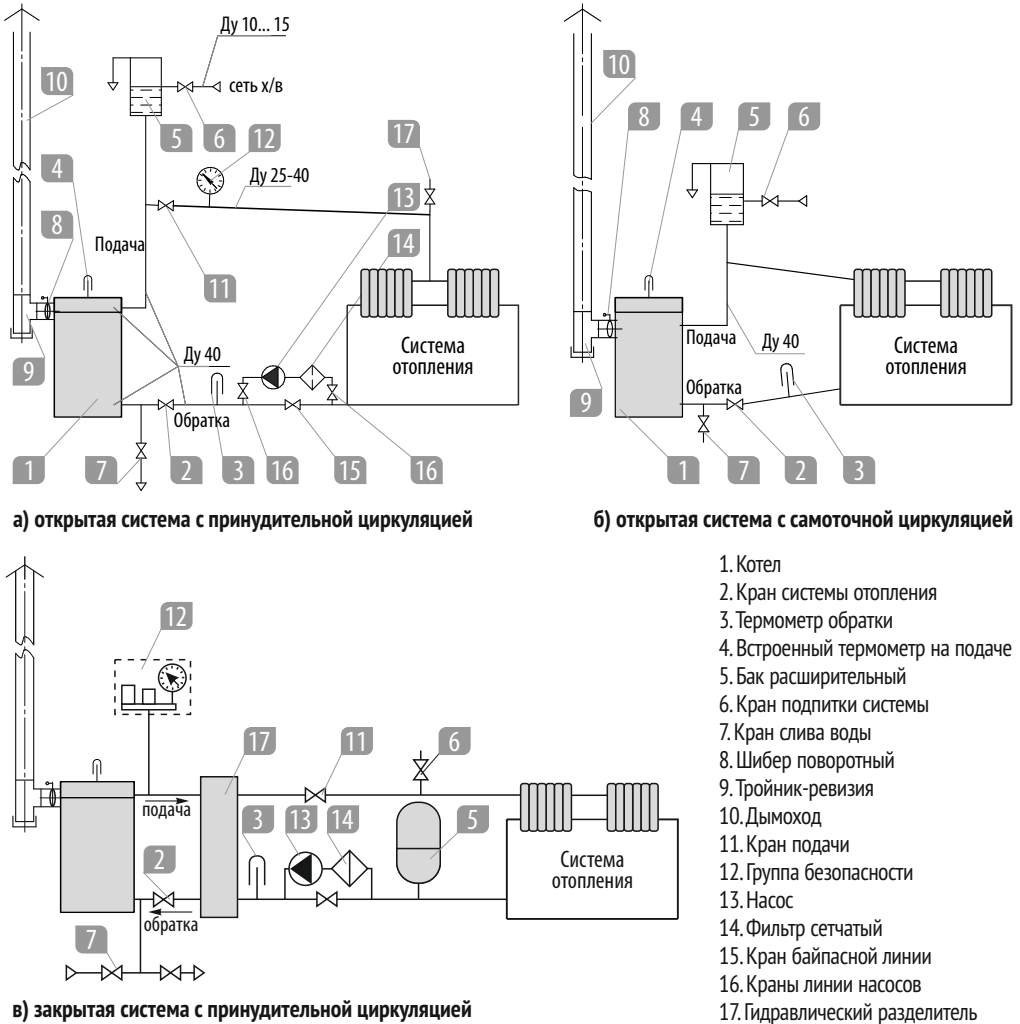 Ду 10... 15
сеть х/в
10
5
6
12
17
4
Ду 25-40
13
8
Подача
14
11
Система
отопления
9
Ду 40
Обратка
1
7
2
3
16
15
16
а) открытая система с принудительной циркуляцией
10
8
4
5
6
Подача
Ду 40
Система
отопления
Обратка
9
3
1
7
2
3
б) открытая система с самоточной циркуляцией
12
17
11
6
подача
3
13
14
5
2
Система
отопления
обратка
7
в) закрытая система с принудительной циркуляцией
1. Котел
2. Кран системы отопления
3. Термометр обратки
4. Встроенный термометр на подаче
5. Бак расширительный
6. Кран подпитки системы
7. Кран слива воды
8. Шибер поворотный
9. Тройник-ревизия
10. Дымоход
11. Кран подачи
12. Группа безопасности
13. Насос
14. Фильтр сетчатый
15. Кран байпасной линии
16. Краны линии насосов
17. Гидравлический разделитель